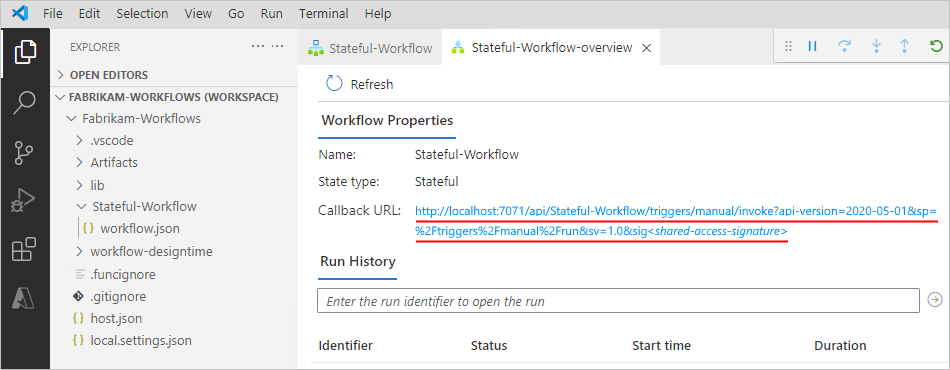 File Edit Selection View Go Run Terminal Help
EXPLORER
OPEN EDITORS
FABRIKAM-WORKFLOWS (WORKSPACE)
Fabrikam-Workflows
.vscode
Artifacts
lib
Stateful-Workflow
{ } workflow.json
workflow-designtime
.funcignore
.gitignore
{ } host.json
{ } local.settings.json
Stateful-Workflow Stateful-Workflow-overview
Refresh
Workflow Properties
Name: Stateful-Workflow
State type: Stateful
Callback URL: http://localhost:7071/api/Stateful-Workflow/triggers/manual/invoke?api-version=2020-05-01&sp=
%2Ftriggers%2Fmanual%2Frun&sv=1.0&sig<shared-access-signature>
Run History
Enter the run identifier to open the run
Identifier Status Start time Duration